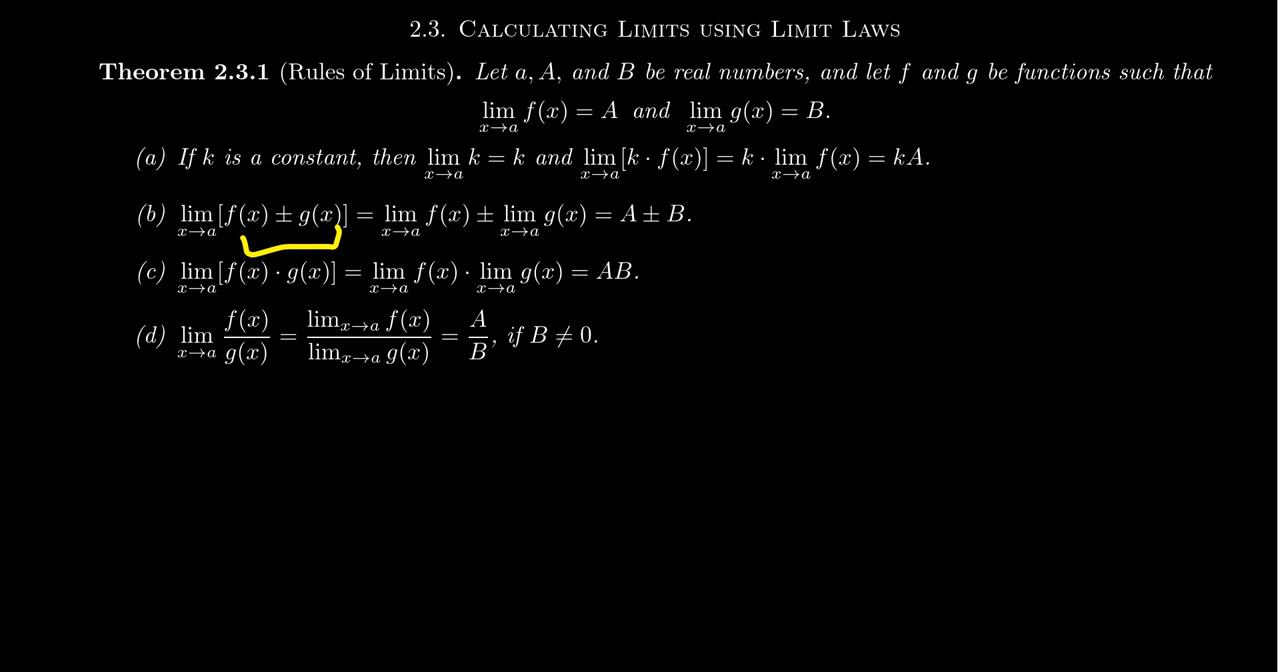 2.3. Calculating Limits using Limit Laws
Theorem 2.3.1 (Rules of Limits). Let a, A, and B be real numbers, and let f and g be functions such that
lim_{x→a} f(x) = A and lim_{x→a} g(x) = B.
(a) If k is a constant, then lim_{x→a} k = k and lim_{x→a} [k · f(x)] = k · lim_{x→a} f(x) = kA.
(b) lim_{x→a} [f(x) ± g(x)] = lim_{x→a} f(x) ± lim_{x→a} g(x) = A ± B.
(c) lim_{x→a} [f(x) · g(x)] = lim_{x→a} f(x) · lim_{x→a} g(x) = AB.
(d) lim_{x→a} f(x)/g(x) = lim_{x→a} f(x)/lim_{x→a} g(x) = A/B, if B ≠ 0.